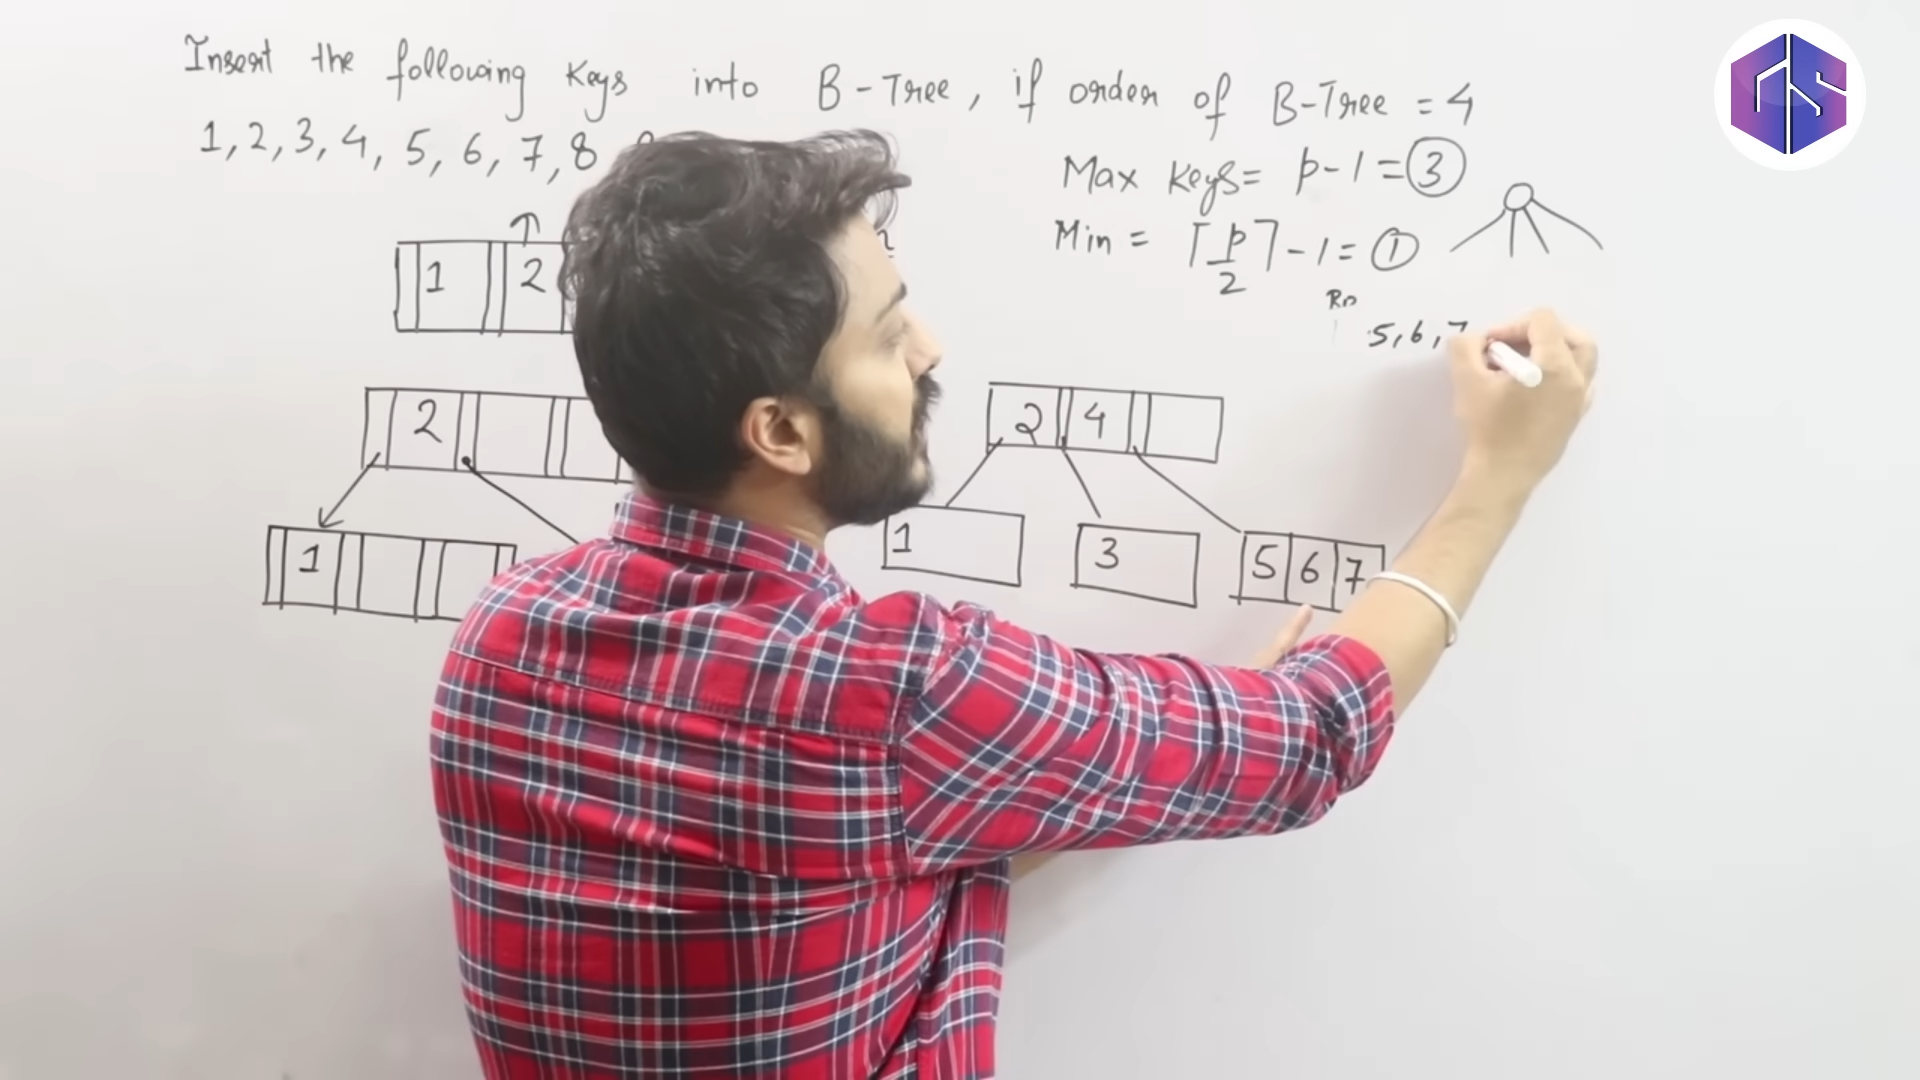 Insert the following Keys into B-Tree, if order of B-Tree = 4
1, 2, 3, 4, 5, 6, 7, 8
Max Keys = p-1 = 3
Min = ⌈p/2⌉ - 1 = 1
1 2
5, 6, 7
2
2 4
1
1
3
5 6 7